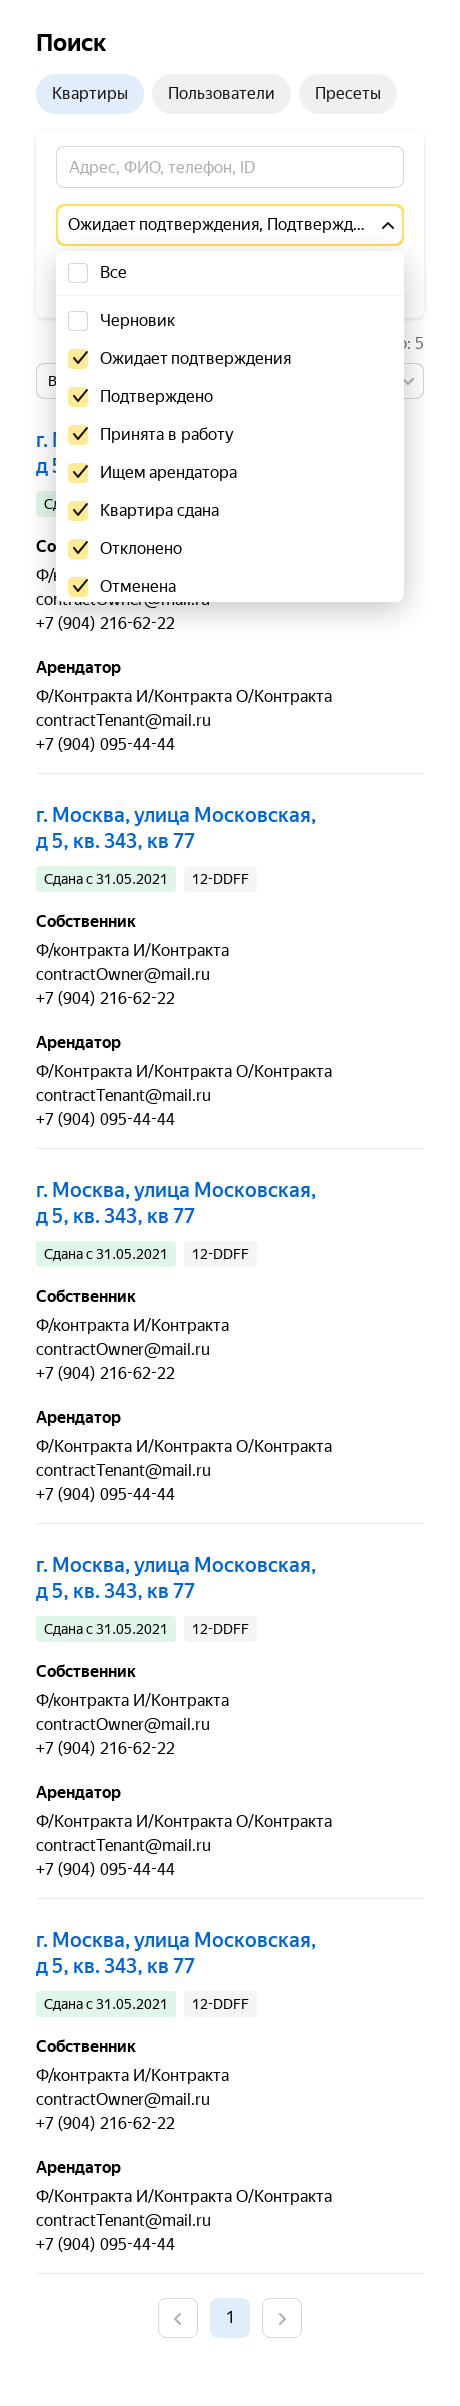 Поиск
Квартиры Пользователи Пресеты
Адрес, ФИО, телефон, ID
Ожидает подтверждения, Подтвержд...
Все
Черновик
: 5
Ожидает подтверждения
Подтверждено
Принята в работу
г.
Ищем арендатора
д 5
Квартира сдана
Отклонено
Отменена
contractOwner@mail.ru
+7 (904) 216-62-22
Арендатор
Ф/Контракта И/Контракта О/Контракта
contractTenant@mail.ru
+7 (904) 095-44-44
г. Москва, улица Московская,
д 5, кв. 343, кв 77
Сдана с 31.05.2021 12-DDFF
Собственник
Ф/контракта И/Контракта
contractOwner@mail.ru
+7 (904) 216-62-22
Арендатор
Ф/Контракта И/Контракта О/Контракта
contractTenant@mail.ru
+7 (904) 095-44-44
г. Москва, улица Московская,
д 5, кв. 343, кв 77
Сдана с 31.05.2021 12-DDFF
Собственник
Ф/контракта И/Контракта
contractOwner@mail.ru
+7 (904) 216-62-22
Арендатор
Ф/Контракта И/Контракта О/Контракта
contractTenant@mail.ru
+7 (904) 095-44-44
г. Москва, улица Московская,
д 5, кв. 343, кв 77
Сдана с 31.05.2021 12-DDFF
Собственник
Ф/контракта И/Контракта
contractOwner@mail.ru
+7 (904) 216-62-22
Арендатор
Ф/Контракта И/Контракта О/Контракта
contractTenant@mail.ru
+7 (904) 095-44-44
г. Москва, улица Московская,
д 5, кв. 343, кв 77
Сдана с 31.05.2021 12-DDFF
Собственник
Ф/контракта И/Контракта
contractOwner@mail.ru
+7 (904) 216-62-22
Арендатор
Ф/Контракта И/Контракта О/Контракта
contractTenant@mail.ru
+7 (904) 095-44-44
1